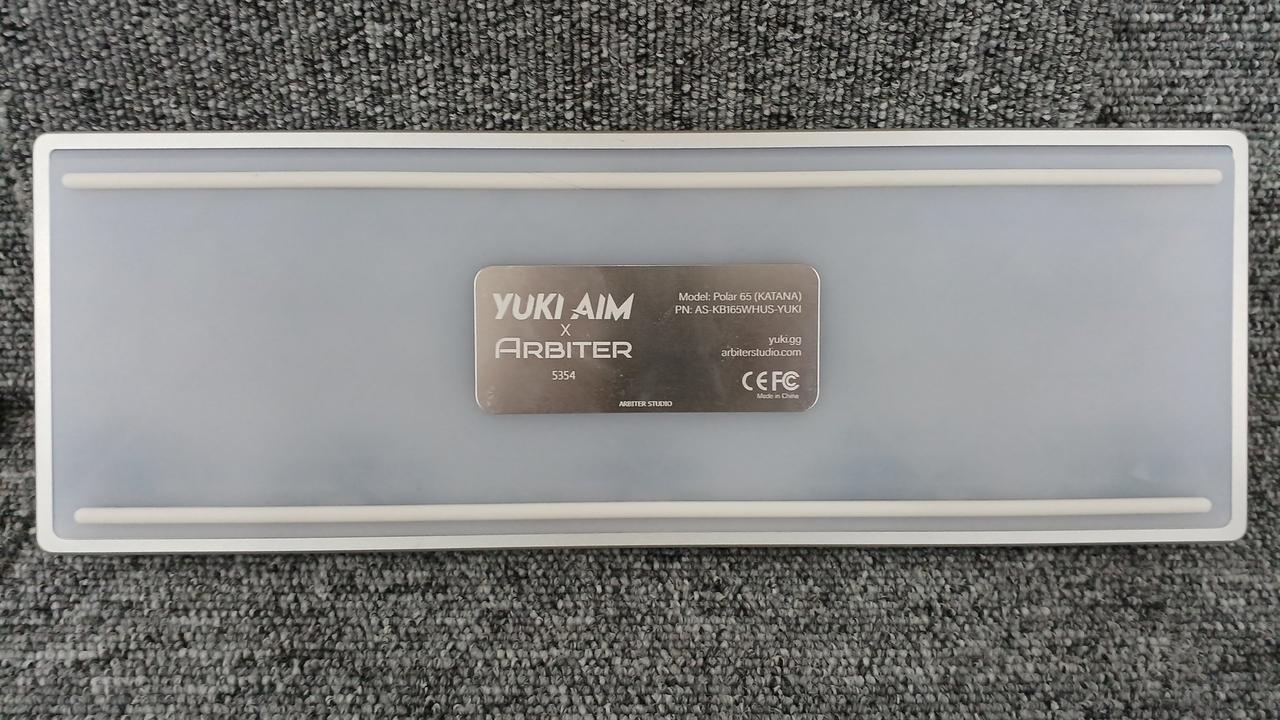 YUKI AIM
X
ARBITER
5354
Model: Polar 65 (KATANA)
PN: AS-KB165WHUS-YUKI
yuki.gg
arbiterstudio.com
CE FC
Made in China
ARBITER STUDIO